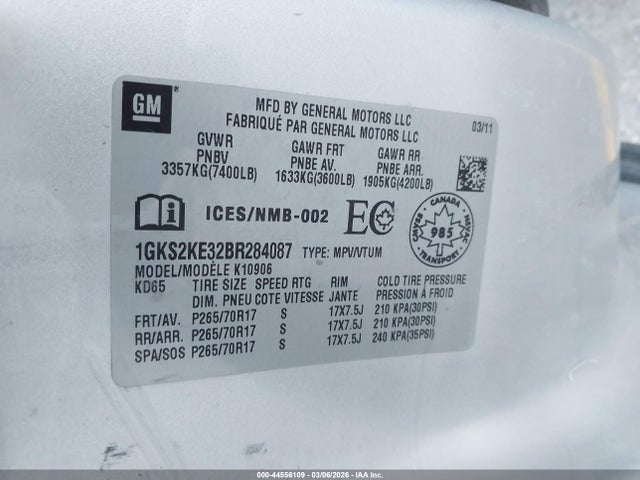 GM
MFD BY GENERAL MOTORS LLC
FABRIQUÉ PAR GENERAL MOTORS LLC
03/11
GVWR GAWR FRT GAWR RR
PNBV PNBE AV. PNBE ARR.
3357KG(7400LB) 1633KG(3600LB) 1905KG(4200LB)
ICES/NMB-002 EC
CANADA
985
TRANSPORT
1GKS2KE32BR284087 TYPE: MPV/VTUM
MODEL/MODÈLE K10906
KD65 TIRE SIZE SPEED RTG RIM COLD TIRE PRESSURE
DIM. PNEU COTE VITESSE JANTE PRESSION À FROID
FRT/AV. P265/70R17 S 17X7.5J 210 KPA(30PSI)
RR/ARR. P265/70R17 S 17X7.5J 210 KPA(30PSI)
SPA/SOS P265/70R17 S 17X7.5J 240 KPA(35PSI)
000-44556109 - 03/06/2026 - IAAI.com